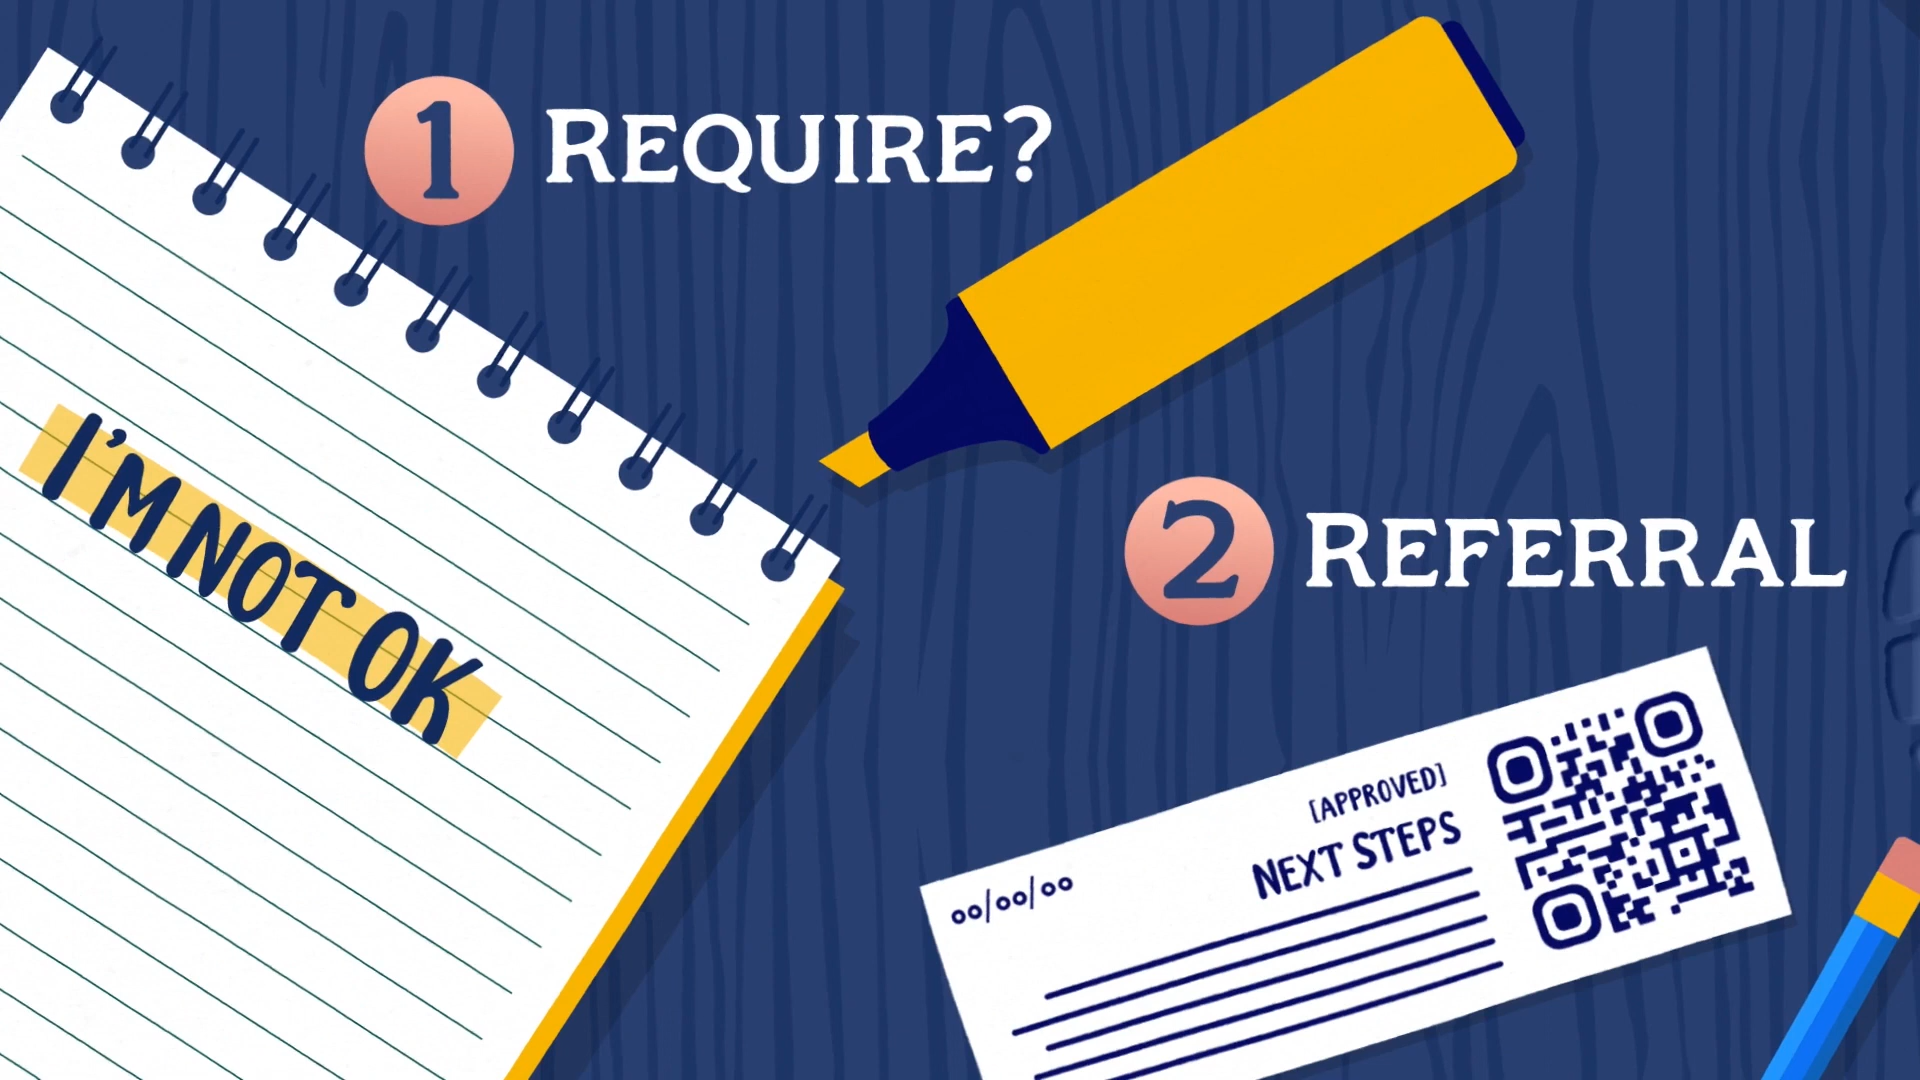 1 REQUIRE?
I'M NOT OK
2 REFERRAL
[APPROVED]
NEXT STEPS
00/00/00